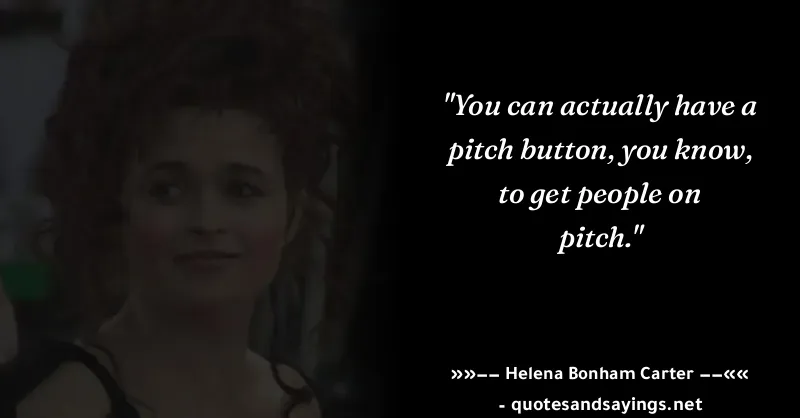 "You can actually have a
pitch button, you know,
to get people on
pitch."
»»–– Helena Bonham Carter ––««
- quotesandsayings.net